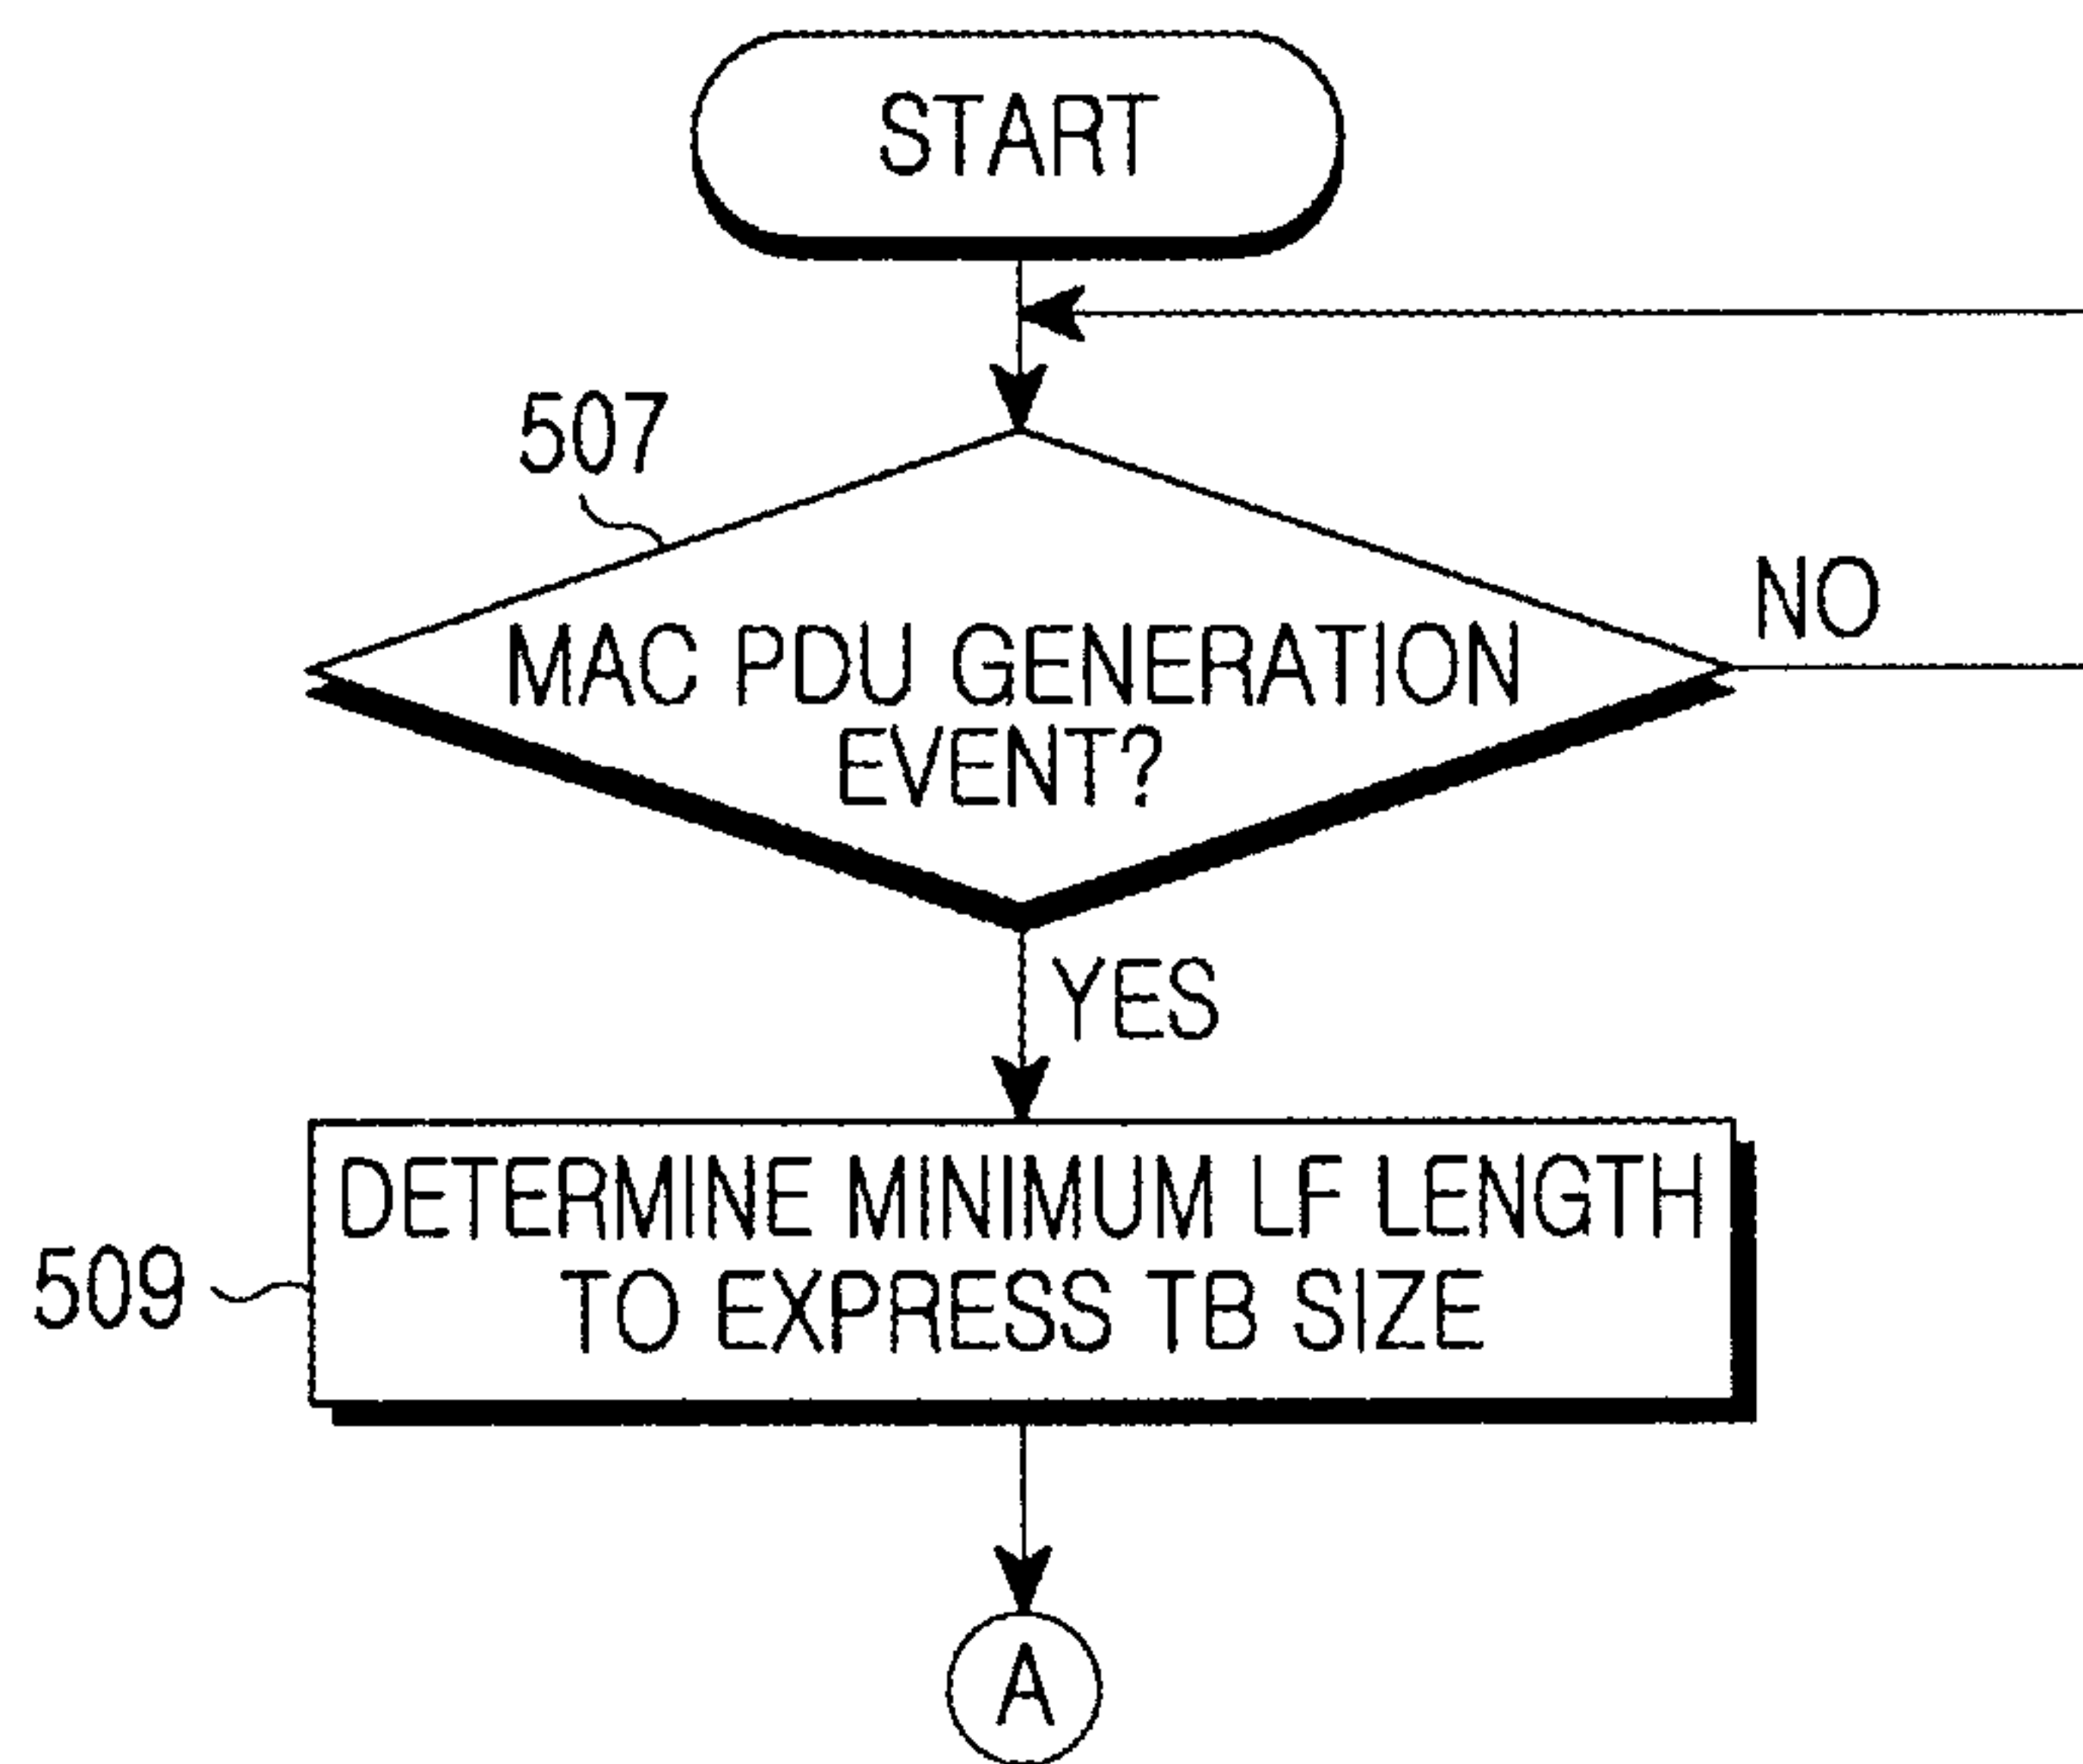 START
507
MAC PDU GENERATION
EVENT?
NO
YES
DETERMINE MINIMUM LF LENGTH
TO EXPRESS TB SIZE
509
A